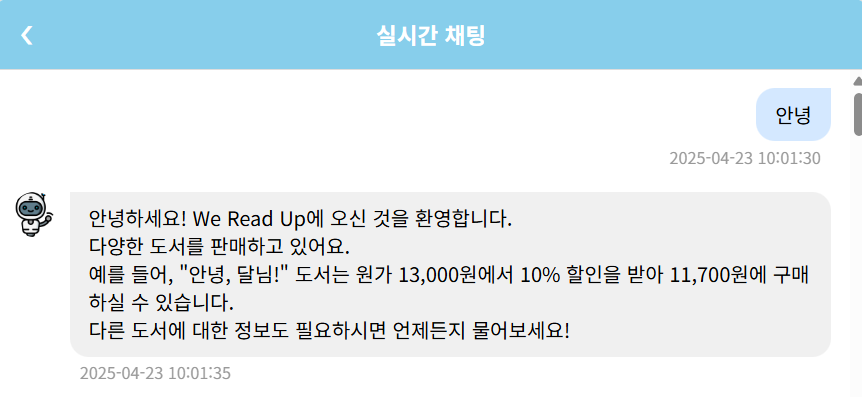 실시간 채팅
안녕
2025-04-23 10:01:30
안녕하세요! We Read Up에 오신 것을 환영합니다.
다양한 도서를 판매하고 있어요.
예를 들어, "안녕, 달님!" 도서는 원가 13,000원에서 10% 할인을 받아 11,700원에 구매
하실 수 있습니다.
다른 도서에 대한 정보도 필요하시면 언제든지 물어보세요!
2025-04-23 10:01:35